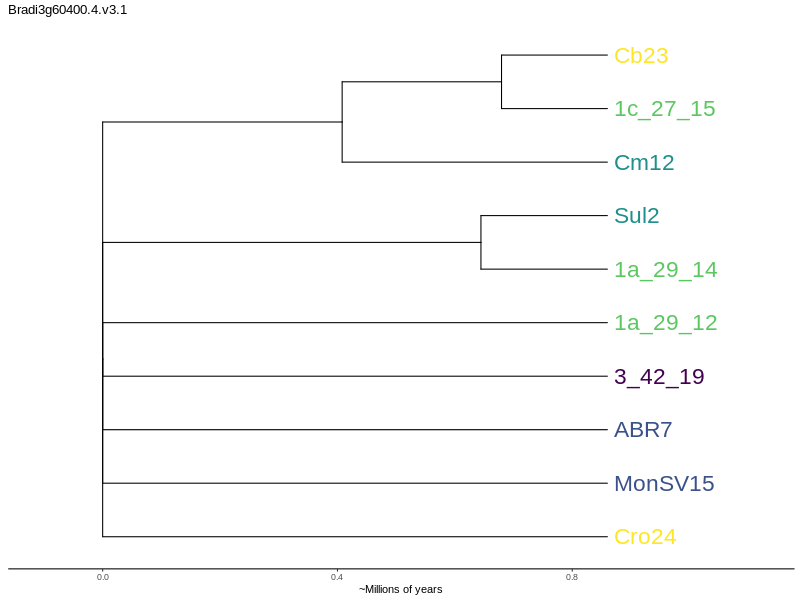 Bradi3g60400.4.v3.1
Cb23
1c_27_15
Cm12
Sul2
1a_29_14
1a_29_12
3_42_19
ABR7
MonSV15
Cro24
0.0 0.4 0.8
~Millions of years